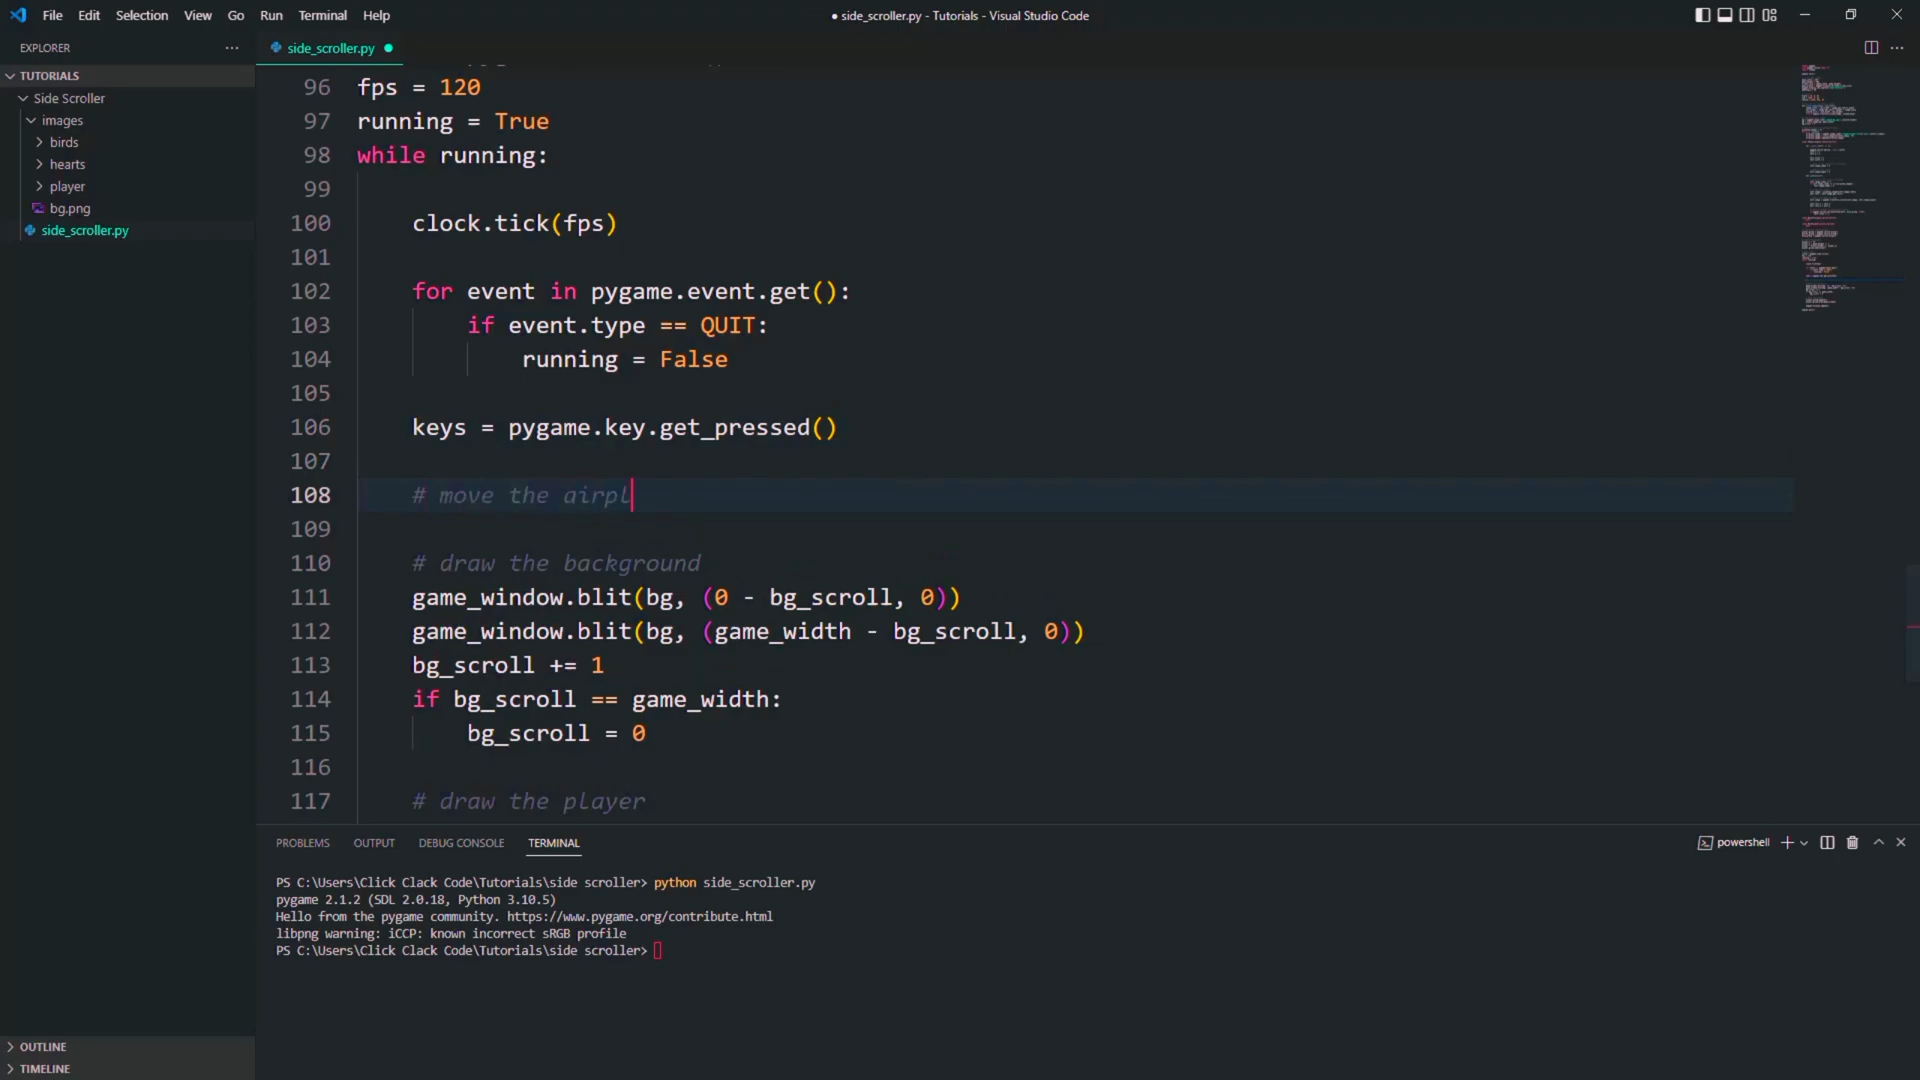 File Edit Selection View Go Run Terminal Help
● side_scroller.py - Tutorials - Visual Studio Code
EXPLORER
side_scroller.py
TUTORIALS
Side Scroller
images
birds
hearts
player
bg.png
side_scroller.py
96 fps = 120
97 running = True
98 while running:
99
100 clock.tick(fps)
101
102 for event in pygame.event.get():
103 if event.type == QUIT:
104 running = False
105
106 keys = pygame.key.get_pressed()
107
108 # move the airpl
109
110 # draw the background
111 game_window.blit(bg, (0 - bg_scroll, 0))
112 game_window.blit(bg, (game_width - bg_scroll, 0))
113 bg_scroll += 1
114 if bg_scroll == game_width:
115 bg_scroll = 0
116
117 # draw the player
PROBLEMS OUTPUT DEBUG CONSOLE TERMINAL
powershell
PS C:\Users\Click Clack Code\Tutorials\side scroller> python side_scroller.py
pygame 2.1.2 (SDL 2.0.18, Python 3.10.5)
Hello from the pygame community. https://www.pygame.org/contribute.html
libpng warning: iCCP: known incorrect sRGB profile
PS C:\Users\Click Clack Code\Tutorials\side scroller>
OUTLINE
TIMELINE